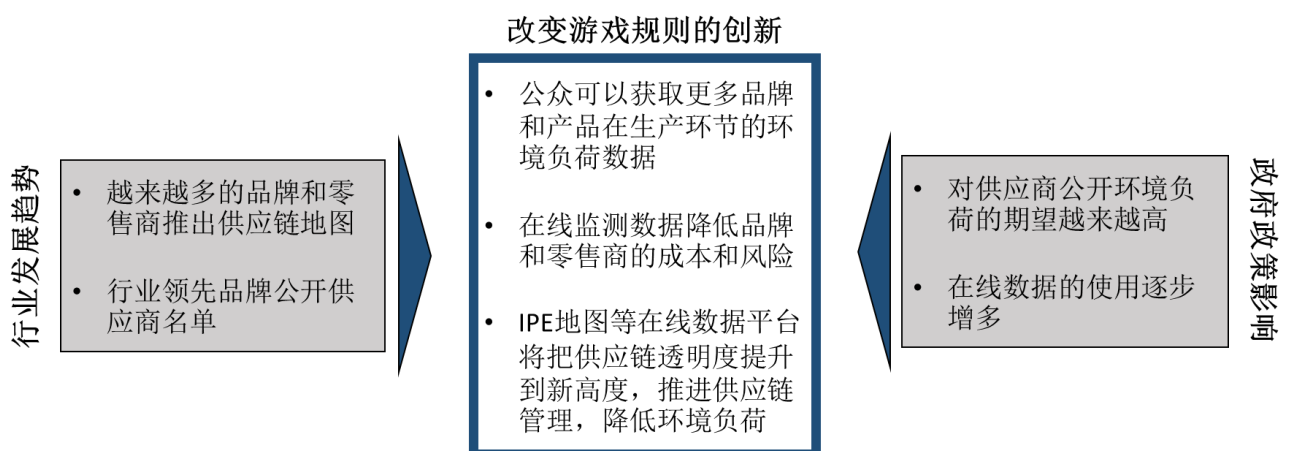 改变游戏规则的创新
行业发展趋势
• 越来越多的品牌和零
售商推出供应链地图
• 行业领先品牌公开供
应商名单
• 公众可以获取更多品牌
和产品在生产环节的环
境负荷数据
• 在线监测数据降低品牌
和零售商的成本和风险
• IPE地图等在线数据平台
将把供应链透明度提升
到新高度，推进供应链
管理，降低环境负荷
• 对供应商公开环境负
荷的期望越来越高
• 在线数据的使用逐步
增多
政府政策影响